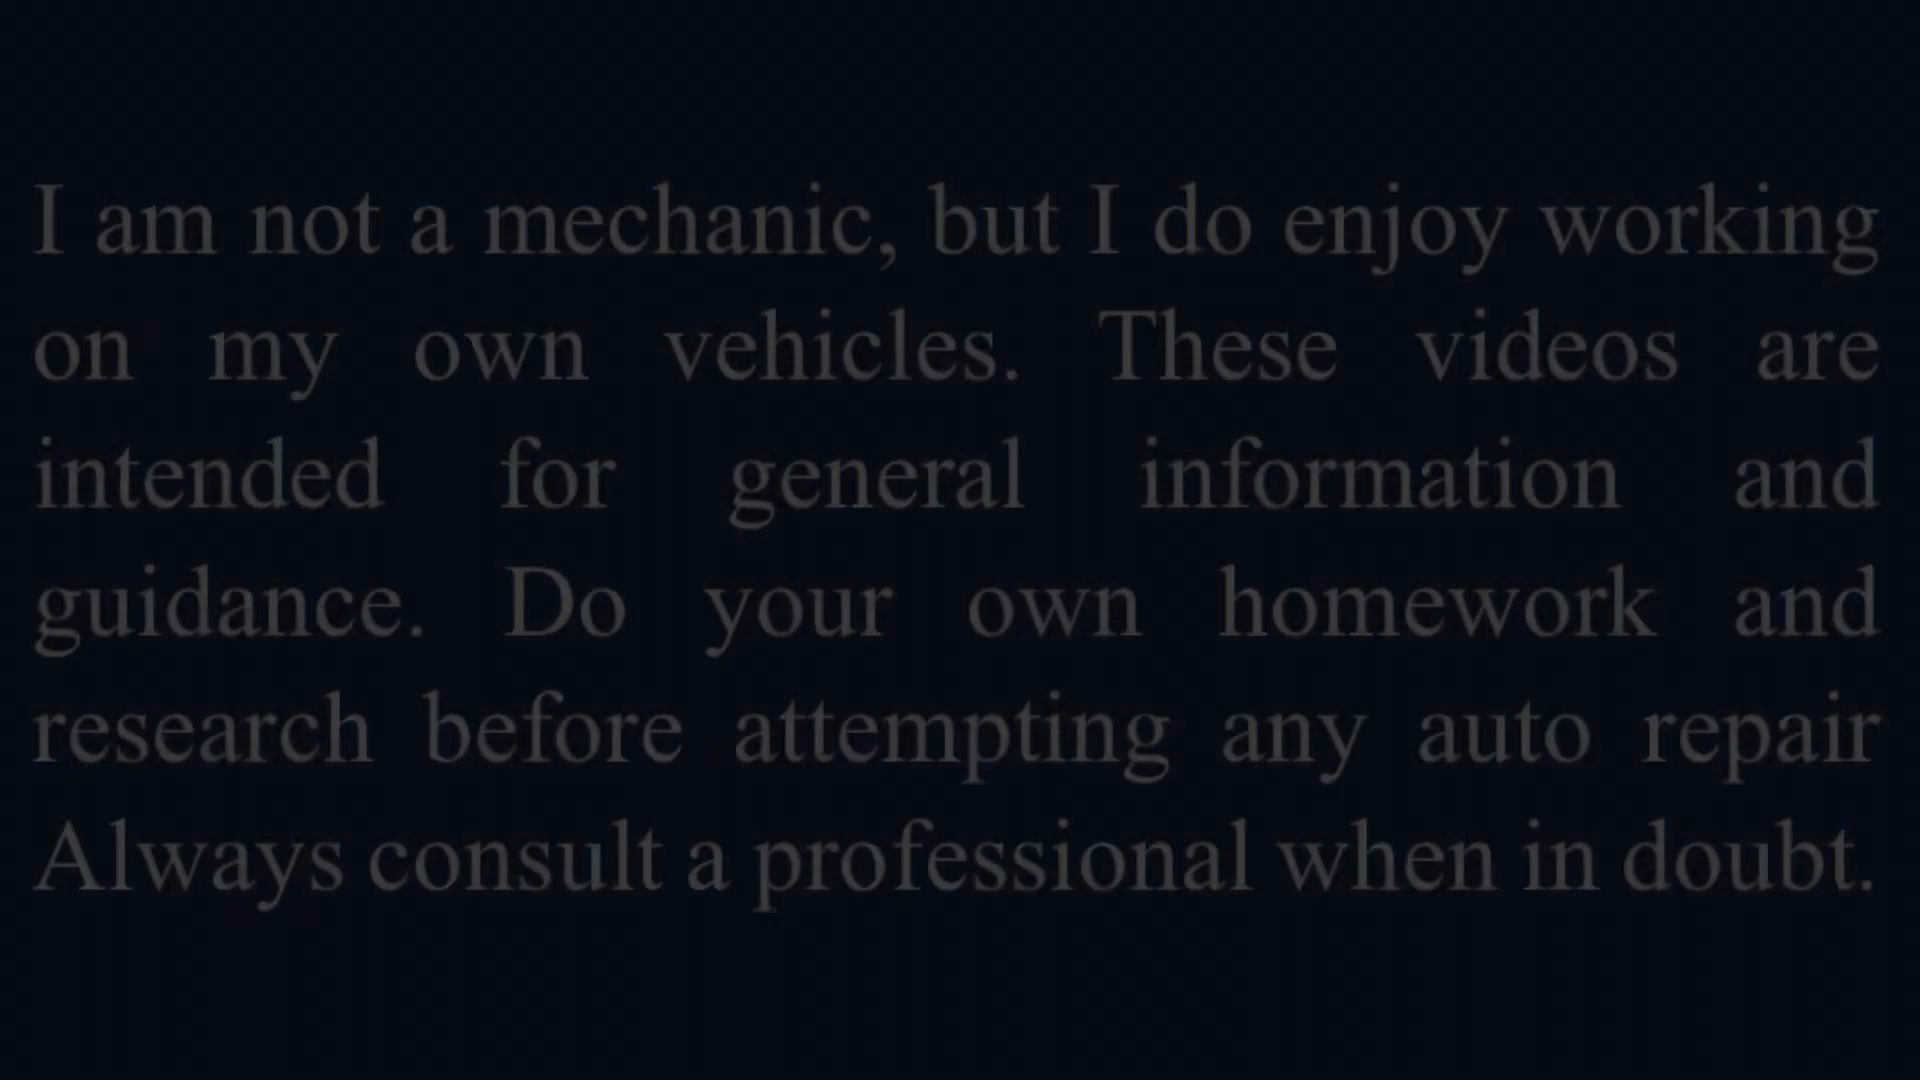 I am not a mechanic, but I do enjoy working
on my own vehicles. These videos are
intended for general information and
guidance. Do your own homework and
research before attempting any auto repair
Always consult a professional when in doubt.